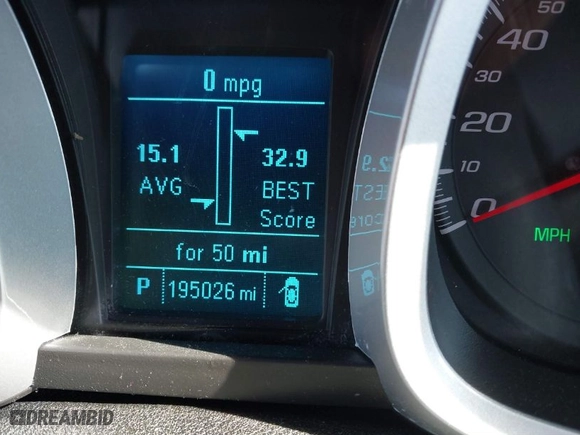 0 mpg
15.1
AVG
32.9
BEST
Score
for 50 mi
P 195026 mi
50
40
30
20
10
0
MPH
DREAMBID